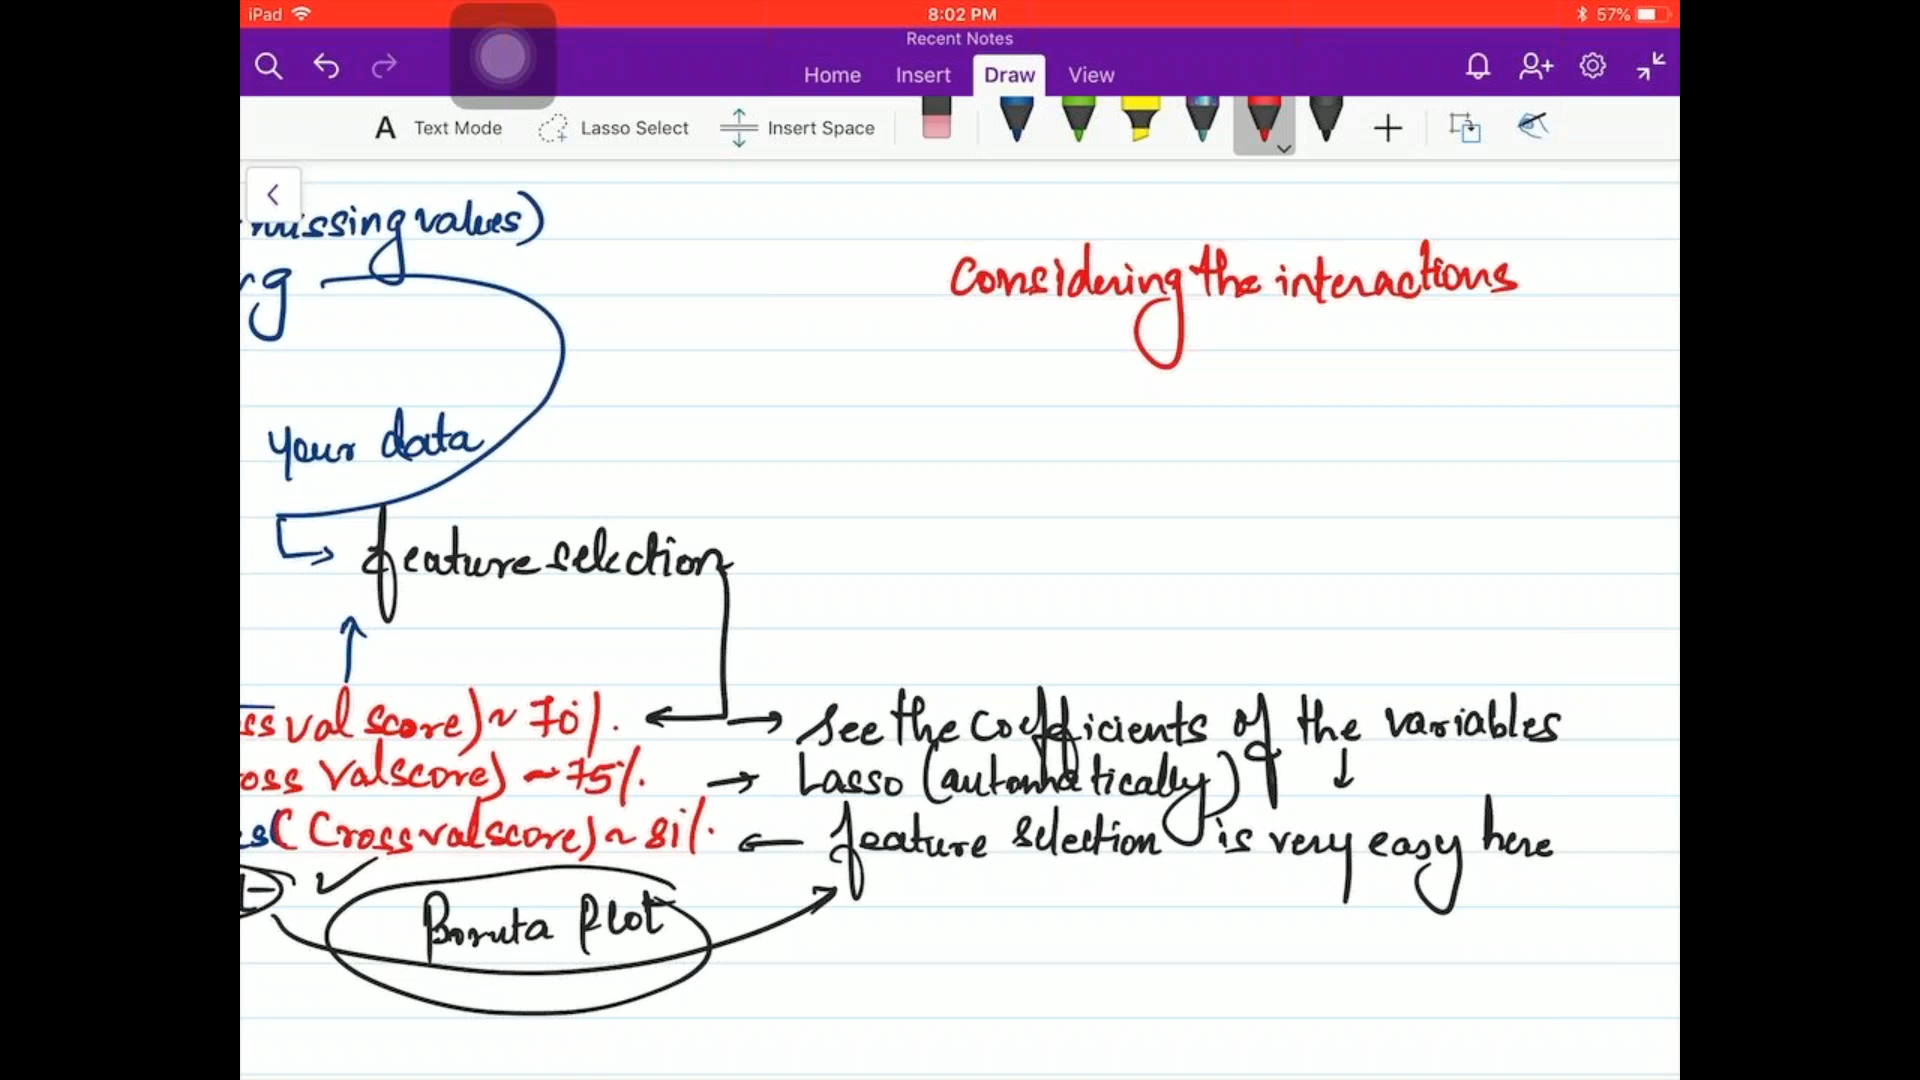 iPad 8:02 PM 57%
Recent Notes
Home Insert Draw View
A Text Mode Lasso Select Insert Space
missing values)
Considering the interactions
g
your data
feature selection
ss val score) ~ 70%. see the coefficients of the variables
oss Valscore) ~ 75%. Lasso (automatically)
es( Crossvalscore) ~ 81%. feature selection is very easy here
Boruta Plot